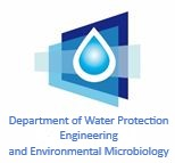 Department of Water Protection
Engineering
and Environmental Microbiology